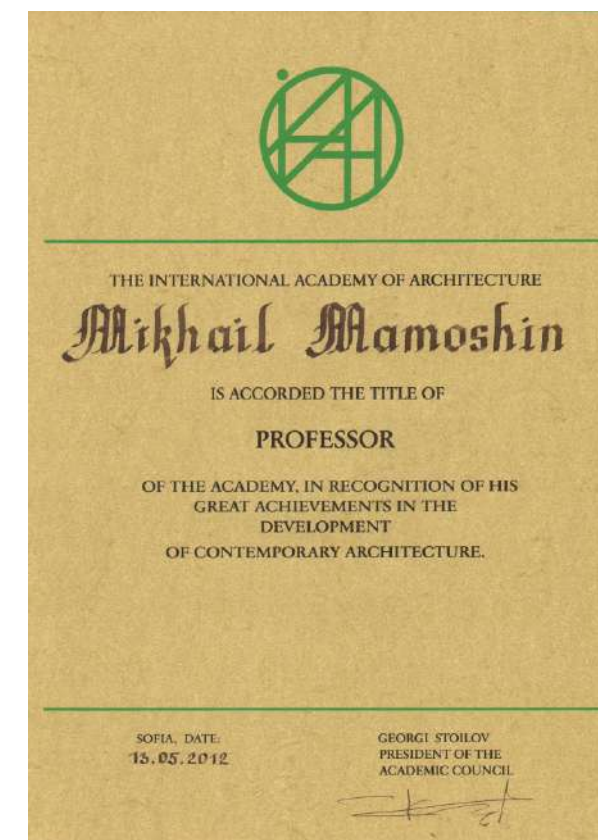 IAA
THE INTERNATIONAL ACADEMY OF ARCHITECTURE
Mikhail Mamoshin
IS ACCORDED THE TITLE OF
PROFESSOR
OF THE ACADEMY, IN RECOGNITION OF HIS
GREAT ACHIEVEMENTS IN THE
DEVELOPMENT
OF CONTEMPORARY ARCHITECTURE.
SOFIA, DATE:
13.05.2012
GEORGI STOILOV
PRESIDENT OF THE
ACADEMIC COUNCIL